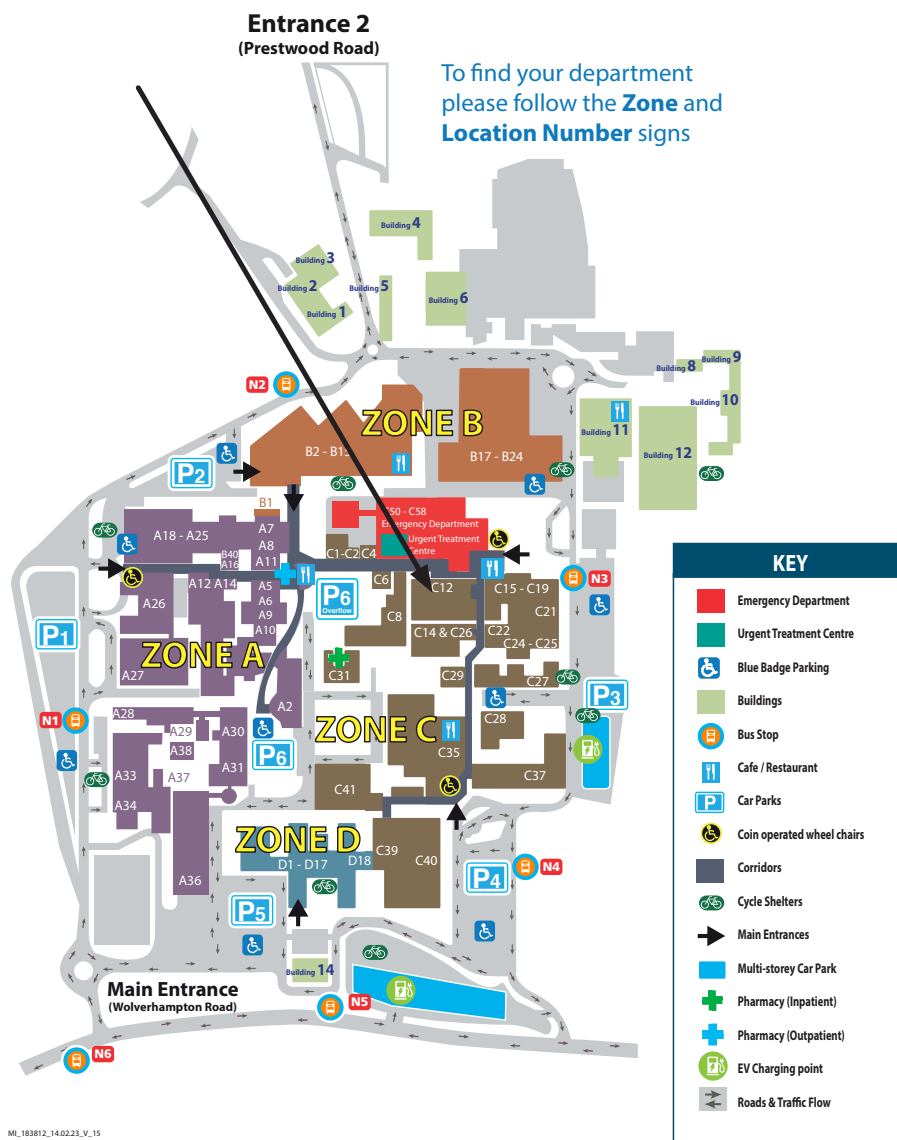 Entrance 2
(Prestwood Road)
To find your department
please follow the Zone and
Location Number signs
Building 4
Building 3
Building 2
Building 5
Building 6
Building 1
Building 9
Building 8
Building 10
N2
ZONE B
Building 11
B2 - B15
B17 - B24
Building 12
P2
B1
C50 - C58
Emergency Department
Urgent Treatment
Centre
A7
A18 - A25
A8
B40
A16
A11
C1-C2
C4
A12
A14
A5
C6
C12
C15 - C19
N3
A26
A6
P6
Overflow
C21
A9
C8
A10
C14 & C26
C22
C24 - C25
P1
ZONE A
A27
C31
C29
C27
P3
A2
N1
A28
A29
A30
ZONE C
C28
A38
P6
C35
A33
A37
A31
C37
A34
C41
ZONE D
C39
D1 - D17
D18
C40
N4
A36
P4
P5
Building 14
Main Entrance
(Wolverhampton Road)
N5
N6
KEY
Emergency Department
Urgent Treatment Centre
Blue Badge Parking
Buildings
Bus Stop
Cafe / Restaurant
P
Car Parks
Coin operated wheel chairs
Corridors
Cycle Shelters
Main Entrances
Multi-storey Car Park
Pharmacy (Inpatient)
Pharmacy (Outpatient)
EV Charging point
Roads & Traffic Flow
MI_183812_14.02.23_V_15